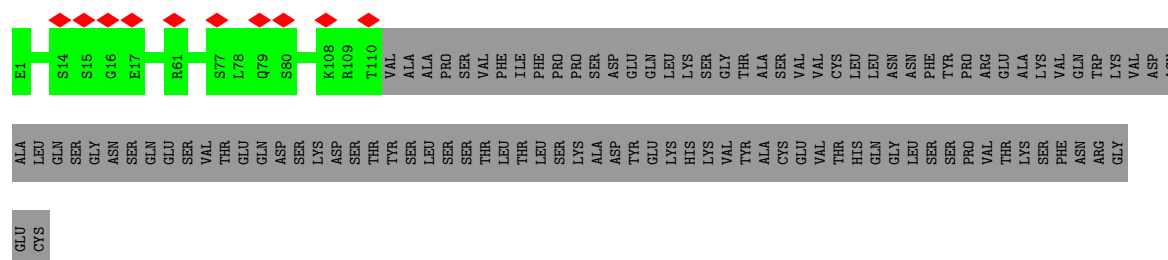 E1 S14 S15 G16 E17 R61 S77 L78 Q79 S80 K108 R109 T110 VAL ALA ALA PRO SER VAL PHE ILE PHE PRO PRO SER ASP GLU GLN LEU LYS SER GLY THR ALA SER VAL VAL CYS LEU LEU ASN ASN PHE TYR PRO ARG GLU ALA LYS VAL GLN TRP LYS VAL ASP
ALA LEU GLN SER GLY ASN SER GLN GLU SER VAL THR GLU GLN ASP SER LYS ASP SER THR TYR SER LEU SER SER THR LEU THR LEU SER LYS ALA ASP TYR GLU LYS HIS LYS VAL TYR ALA CYS GLU VAL THR HIS GLN GLY LEU SER SER PRO VAL THR LYS SER PHE ASN ARG GLY
GLU CYS